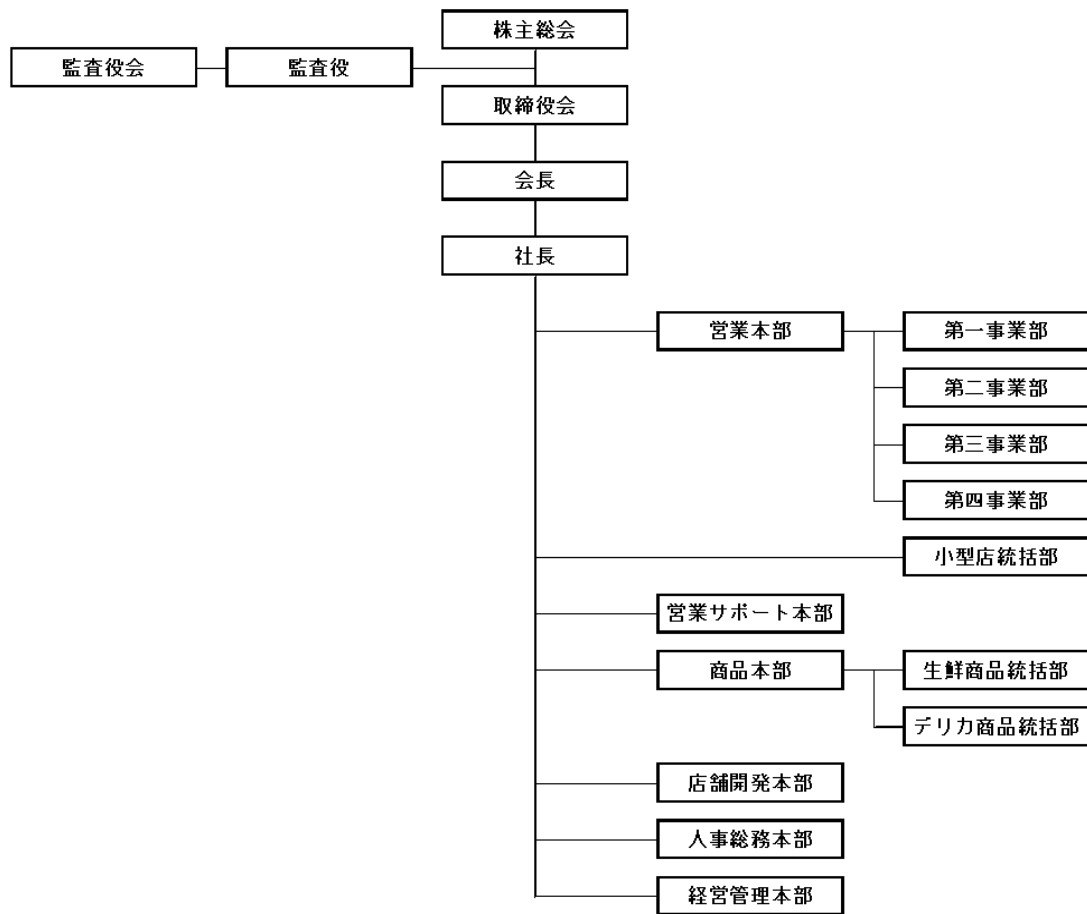 株主総会
監査役会
監査役
取締役会
会長
社長
営業本部
第一事業部
第二事業部
第三事業部
第四事業部
小型店統括部
営業サポート本部
商品本部
生鮮商品統括部
デリカ商品統括部
店舗開発本部
人事総務本部
経営管理本部